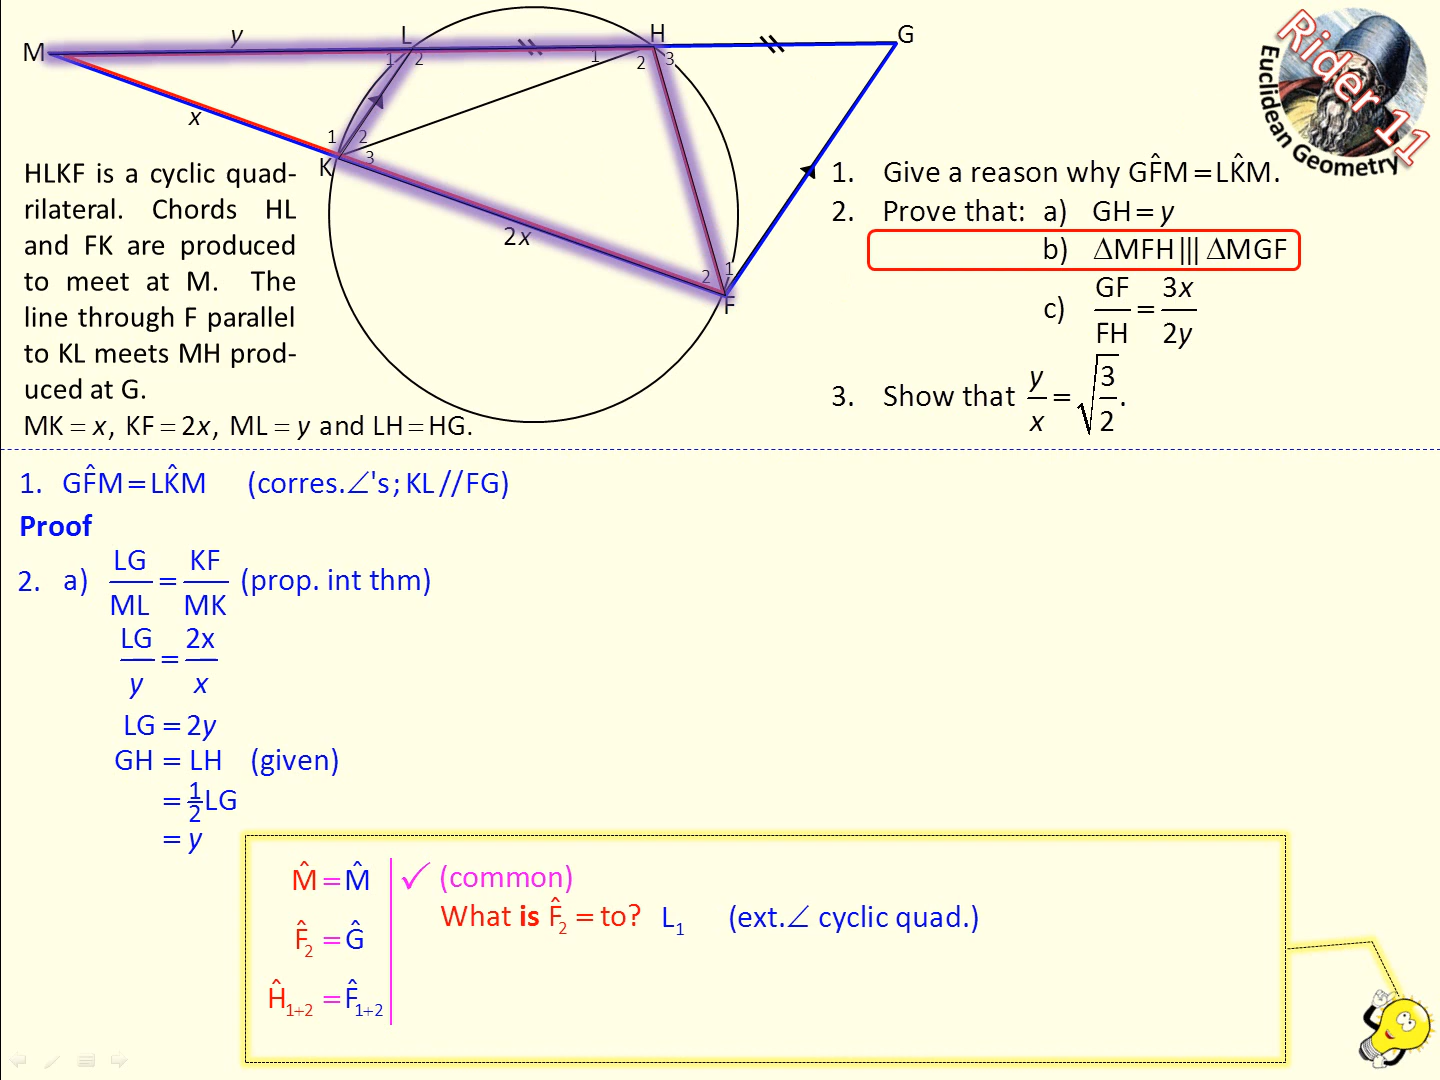 M
y
L
H
G
1
2
1
2
3
x
1
2
3
K
2x
2
1
F
Rider 11
Euclidean Geometry
HLKF is a cyclic quad-
rilateral. Chords HL
and FK are produced
to meet at M. The
line through F parallel
to KL meets MH prod-
uced at G.
MK = x, KF = 2x, ML = y and LH = HG.
1. Give a reason why GF̂M = LK̂M.
2. Prove that: a) GH = y
b) ΔMFH ||| ΔMGF
c) GF/FH = 3x/2y
3. Show that y/x = √(3/2).
1. GF̂M = LK̂M (corres.∠'s ; KL // FG)
Proof
2. a) LG/ML = KF/MK (prop. int thm)
LG/y = 2x/x
LG = 2y
GH = LH (given)
= 1/2 LG
= y
M̂ = M̂ ✓ (common)
What is F̂₂ = to? L₁ (ext.∠ cyclic quad.)
F̂₂ = Ĝ
Ĥ₁₊₂ = F̂₁₊₂